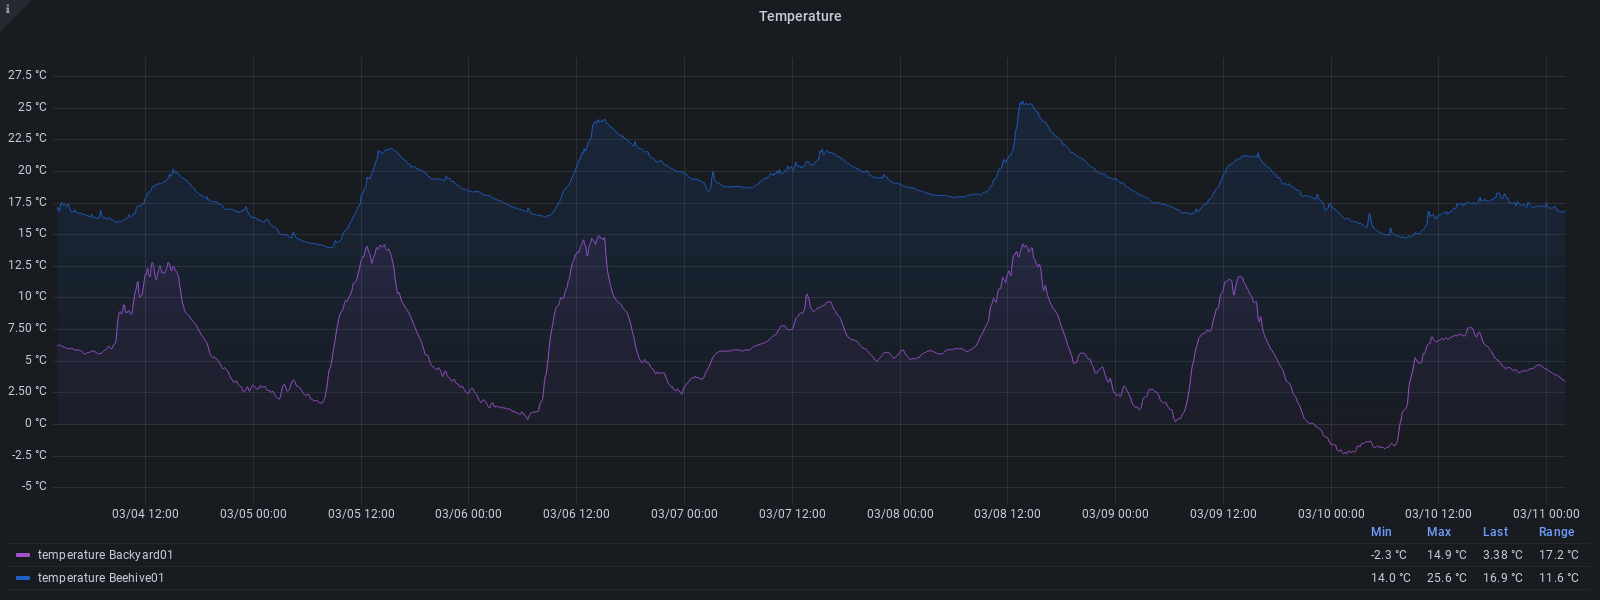 i
Temperature
27.5 °C
25 °C
22.5 °C
20 °C
17.5 °C
15 °C
12.5 °C
10 °C
7.50 °C
5 °C
2.50 °C
0 °C
-2.5 °C
-5 °C
03/04 12:00 03/05 00:00 03/05 12:00 03/06 00:00 03/06 12:00 03/07 00:00 03/07 12:00 03/08 00:00 03/08 12:00 03/09 00:00 03/09 12:00 03/10 00:00 03/10 12:00 03/11 00:00
Min Max Last Range
temperature Backyard01 -2.3 °C 14.9 °C 3.38 °C 17.2 °C
temperature Beehive01 14.0 °C 25.6 °C 16.9 °C 11.6 °C